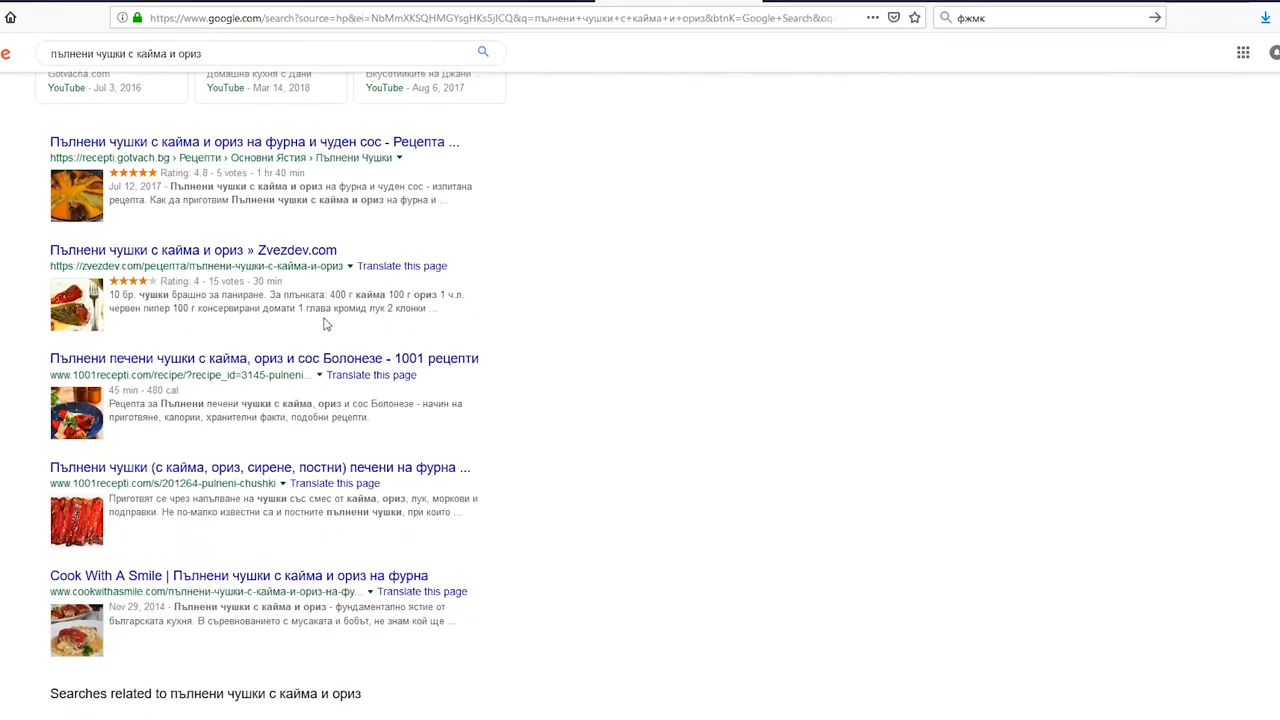 https://www.google.com/search?source=hp&ei=NbMmXKSQHMGYsgHKs5jICQ&q=пълнени+чушки+с+кайма+и+ориз&btnK=Google+Search&oq=
фжмк
e
пълнени чушки с кайма и ориз
Gotvacha.com
Домашна кухня с Дани
Вкусотийките на Джани ...
YouTube - Jul 3, 2016
YouTube - Mar 14, 2018
YouTube - Aug 6, 2017
Пълнени чушки с кайма и ориз на фурна и чуден сос - Рецепта ...
https://recepti.gotvach.bg › Рецепти › Основни Ястия › Пълнени Чушки
Rating: 4.8 - 5 votes - 1 hr 40 min
Jul 12, 2017 - Пълнени чушки с кайма и ориз на фурна и чуден сос - изпитана
рецепта. Как да приготвим Пълнени чушки с кайма и ориз на фурна и ...
Пълнени чушки с кайма и ориз » Zvezdev.com
https://zvezdev.com/рецепта/пълнени-чушки-с-кайма-и-ориз Translate this page
Rating: 4 - 15 votes - 30 min
10 бр. чушки брашно за паниране. За плънката: 400 г кайма 100 г ориз 1 ч.л.
червен пипер 100 г консервирани домати 1 глава кромид лук 2 клонки ...
Пълнени печени чушки с кайма, ориз и сос Болонезе - 1001 рецепти
www.1001recepti.com/recipe/?recipe_id=3145-pulneni... Translate this page
45 min - 480 cal
Рецепта за Пълнени печени чушки с кайма, ориз и сос Болонезе - начин на
приготвяне, калории, хранителни факти, подобни рецепти.
Пълнени чушки (с кайма, ориз, сирене, постни) печени на фурна ...
www.1001recepti.com/s/201264-pulneni-chushki Translate this page
Приготвят се чрез напълване на чушки със смес от кайма, ориз, лук, моркови и
подправки. Не по-малко известни са и постните пълнени чушки, при които ...
Cook With A Smile | Пълнени чушки с кайма и ориз на фурна
www.cookwithasmile.com/пълнени-чушки-с-кайма-и-ориз-на-фу... Translate this page
Nov 29, 2014 - Пълнени чушки с кайма и ориз - фундаментално ястие от
българската кухня. В съревнованието с мусаката и бобът, не знам кой ще ...
Searches related to пълнени чушки с кайма и ориз